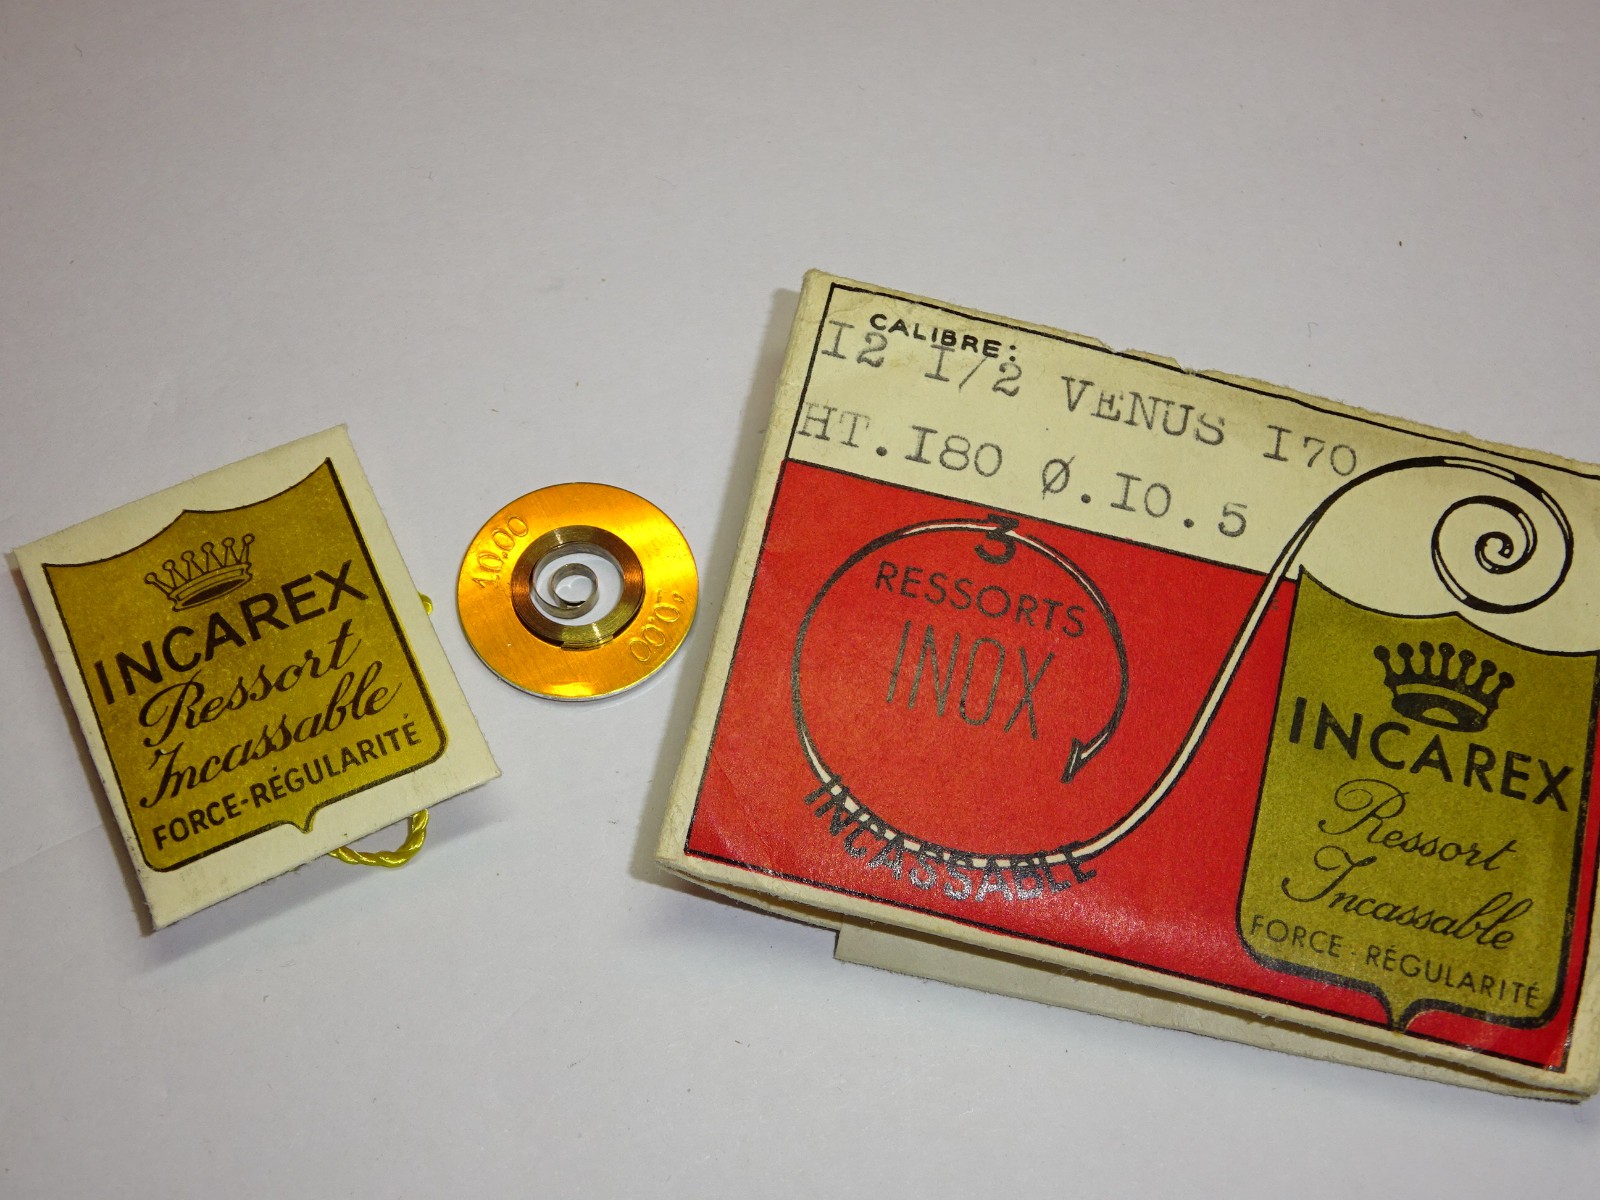 INCAREX
Ressort
Incassable
FORCE-RÉGULARITÉ
10.00
10.00
CALIBRE:
I2 I/2 VENUS I70
HT.I80 Ø.I0.5
3
RESSORTS
INOX
INCASSABLE
INCAREX
Ressort
Incassable
FORCE-RÉGULARITÉ